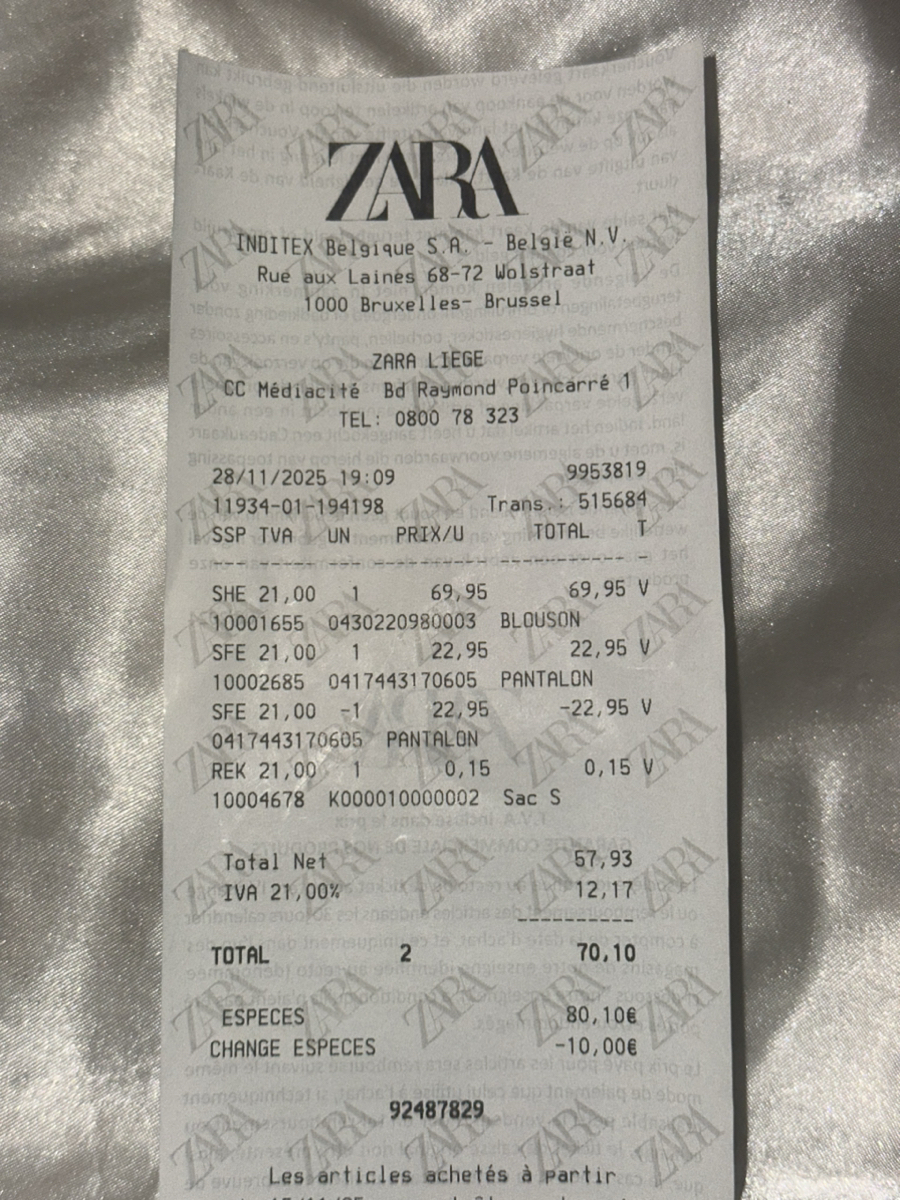 ZARA
INDITEX Belgique S.A. - België N.V.
Rue aux Laines 68-72 Wolstraat
1000 Bruxelles- Brussel
ZARA LIEGE
CC Médiacité Bd Raymond Poincarré 1
TEL: 0800 78 323
28/11/2025 19:09 9953819
11934-01-194198 Trans.: 515684
SSP TVA UN PRIX/U TOTAL T
SHE 21,00 1 69,95 69,95 V
10001655 0430220980003 BLOUSON
SFE 21,00 1 22,95 22,95 V
10002685 0417443170605 PANTALON
SFE 21,00 -1 22,95 -22,95 V
0417443170605 PANTALON
REK 21,00 1 0,15 0,15 V
10004678 K000010000002 Sac S
Total Net 57,93
IVA 21,00% 12,17
TOTAL 2 70,10
ESPECES 80,10€
CHANGE ESPECES -10,00€
92487829
Les articles achetés à partir